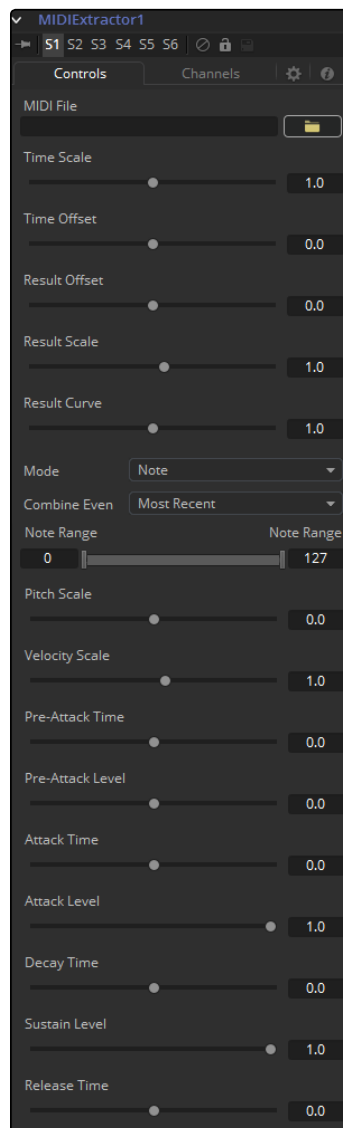 MIDIExtractor1
S1 S2 S3 S4 S5 S6
Controls Channels
MIDI File
Time Scale
1.0
Time Offset
0.0
Result Offset
0.0
Result Scale
1.0
Result Curve
1.0
Mode Note
Combine Even Most Recent
Note Range Note Range
0 127
Pitch Scale
0.0
Velocity Scale
1.0
Pre-Attack Time
0.0
Pre-Attack Level
0.0
Attack Time
0.0
Attack Level
1.0
Decay Time
0.0
Sustain Level
1.0
Release Time
0.0